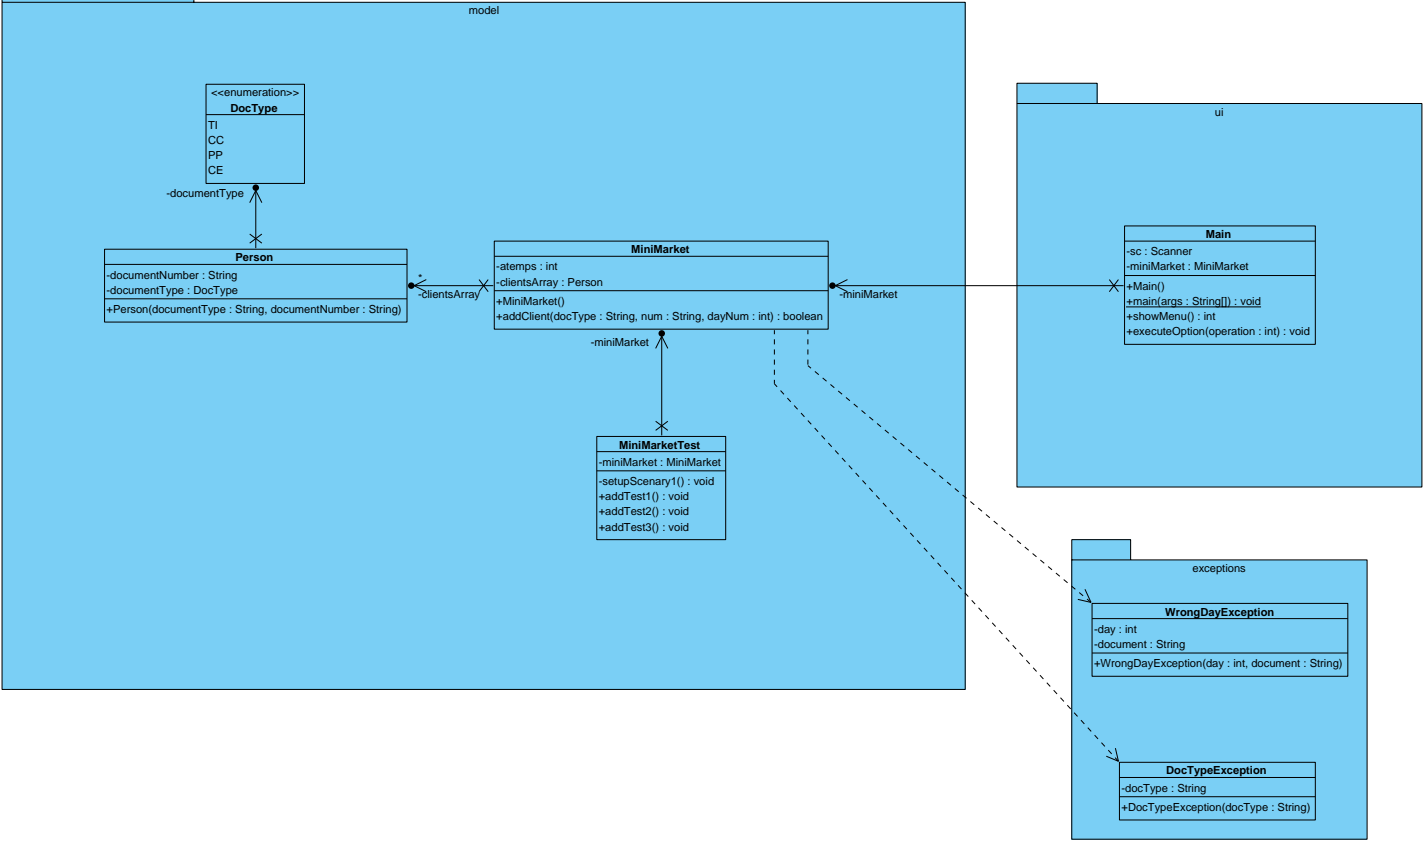 model
<<enumeration>>
DocType
TI
CC
PP
CE
-documentType
Person
-documentNumber : String
-documentType : DocType
+Person(documentType : String, documentNumber : String)
*
-clientsArray
MiniMarket
-atemps : int
-clientsArray : Person
+MiniMarket()
+addClient(docType : String, num : String, dayNum : int) : boolean
-miniMarket
-miniMarket
MiniMarketTest
-miniMarket : MiniMarket
-setupScenary1() : void
+addTest1() : void
+addTest2() : void
+addTest3() : void
ui
Main
-sc : Scanner
-miniMarket : MiniMarket
+Main()
+main(args : String[]) : void
+showMenu() : int
+executeOption(operation : int) : void
exceptions
WrongDayException
-day : int
-document : String
+WrongDayException(day : int, document : String)
DocTypeException
-docType : String
+DocTypeException(docType : String)